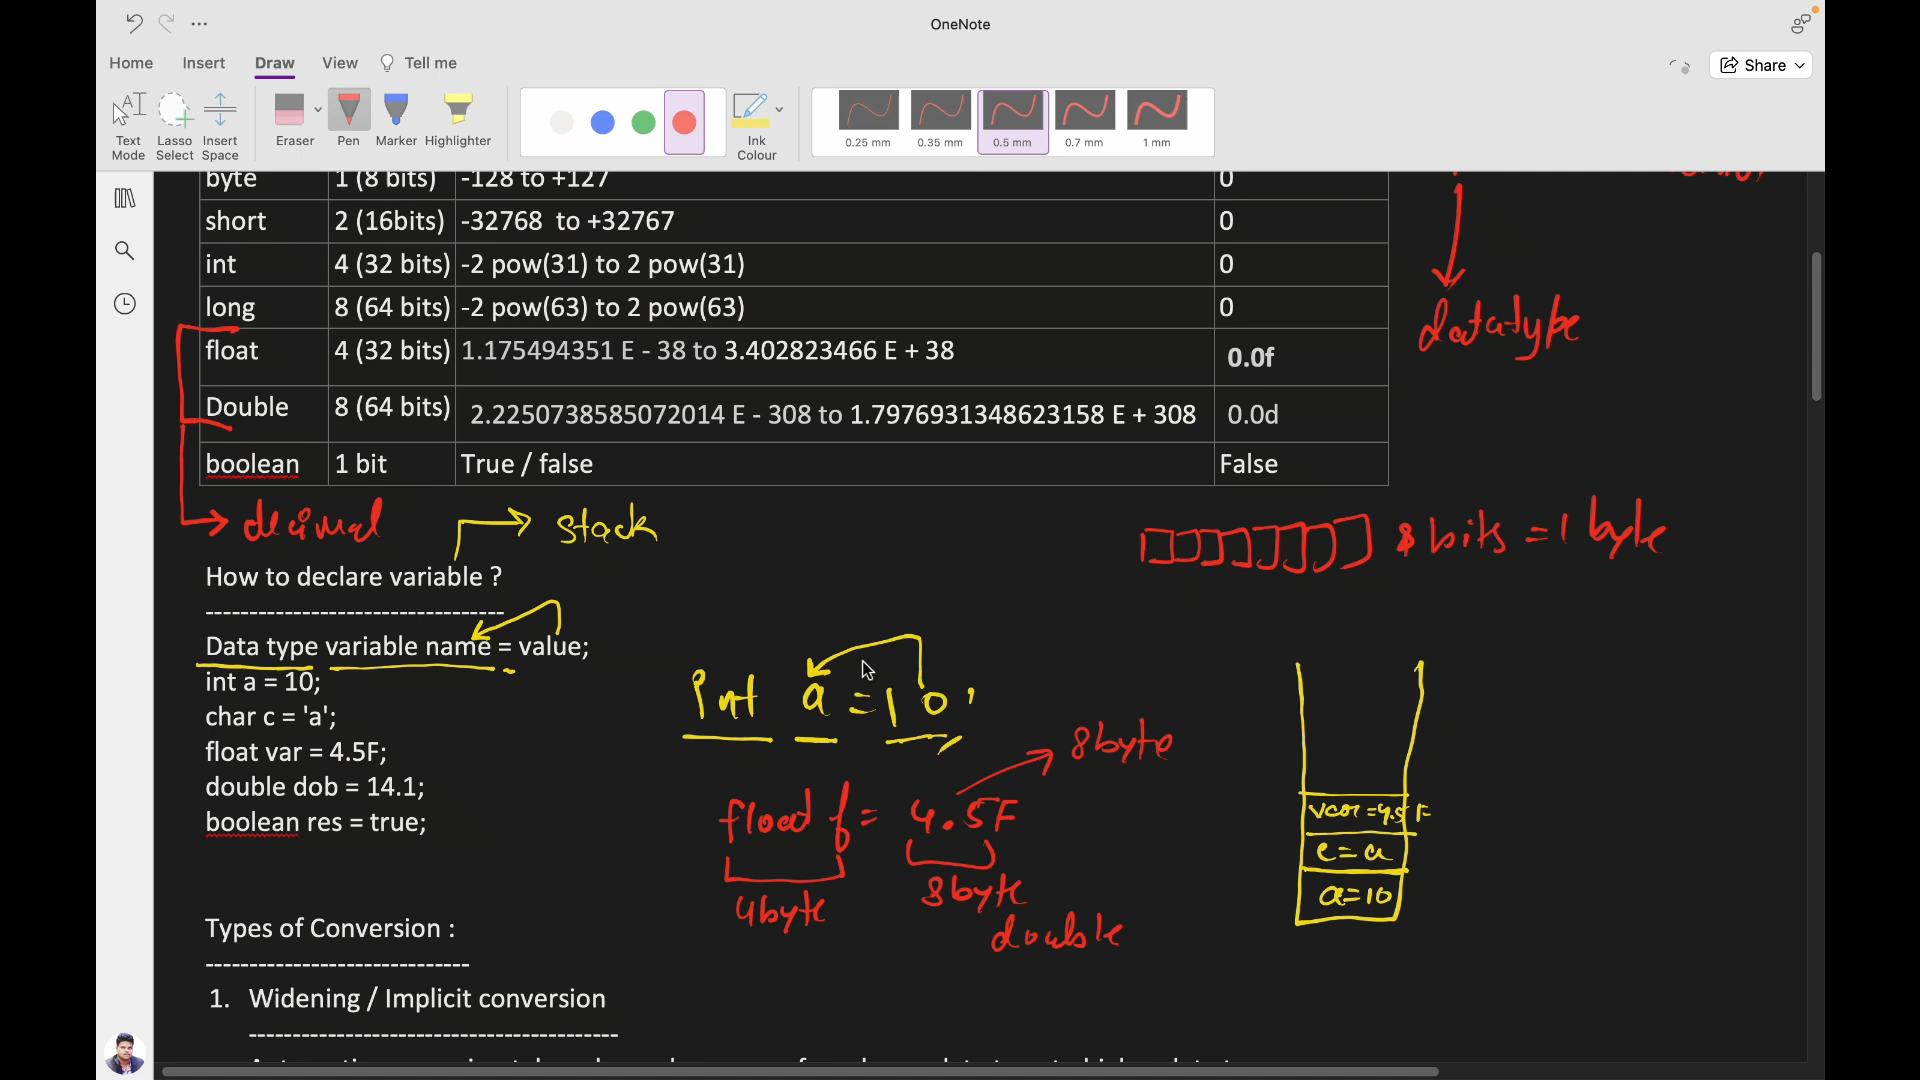 OneNote
Home Insert Draw View Tell me
Share
Text Mode
Lasso Select
Insert Space
Eraser
Pen
Marker
Highlighter
Ink Colour
0.25 mm
0.35 mm
0.5 mm
0.7 mm
1 mm
byte 1 (8 bits) -128 to +127 0
short 2 (16bits) -32768 to +32767 0
int 4 (32 bits) -2 pow(31) to 2 pow(31) 0
long 8 (64 bits) -2 pow(63) to 2 pow(63) 0
float 4 (32 bits) 1.175494351 E - 38 to 3.402823466 E + 38 0.0f
Double 8 (64 bits) 2.2250738585072014 E - 308 to 1.7976931348623158 E + 308 0.0d
boolean 1 bit True / false False
datatype
decimal
stack
8 bits = 1 byte
How to declare variable ?
----------------------------------
Data type variable name = value;
int a = 10;
char c = 'a';
float var = 4.5F;
double dob = 14.1;
boolean res = true;
int a = 10;
8byte
float f = 4.5F
4byte
8byte
double
var = 4.5 F
c = a
a = 10
Types of Conversion :
------------------------------
1. Widening / Implicit conversion
------------------------------------------